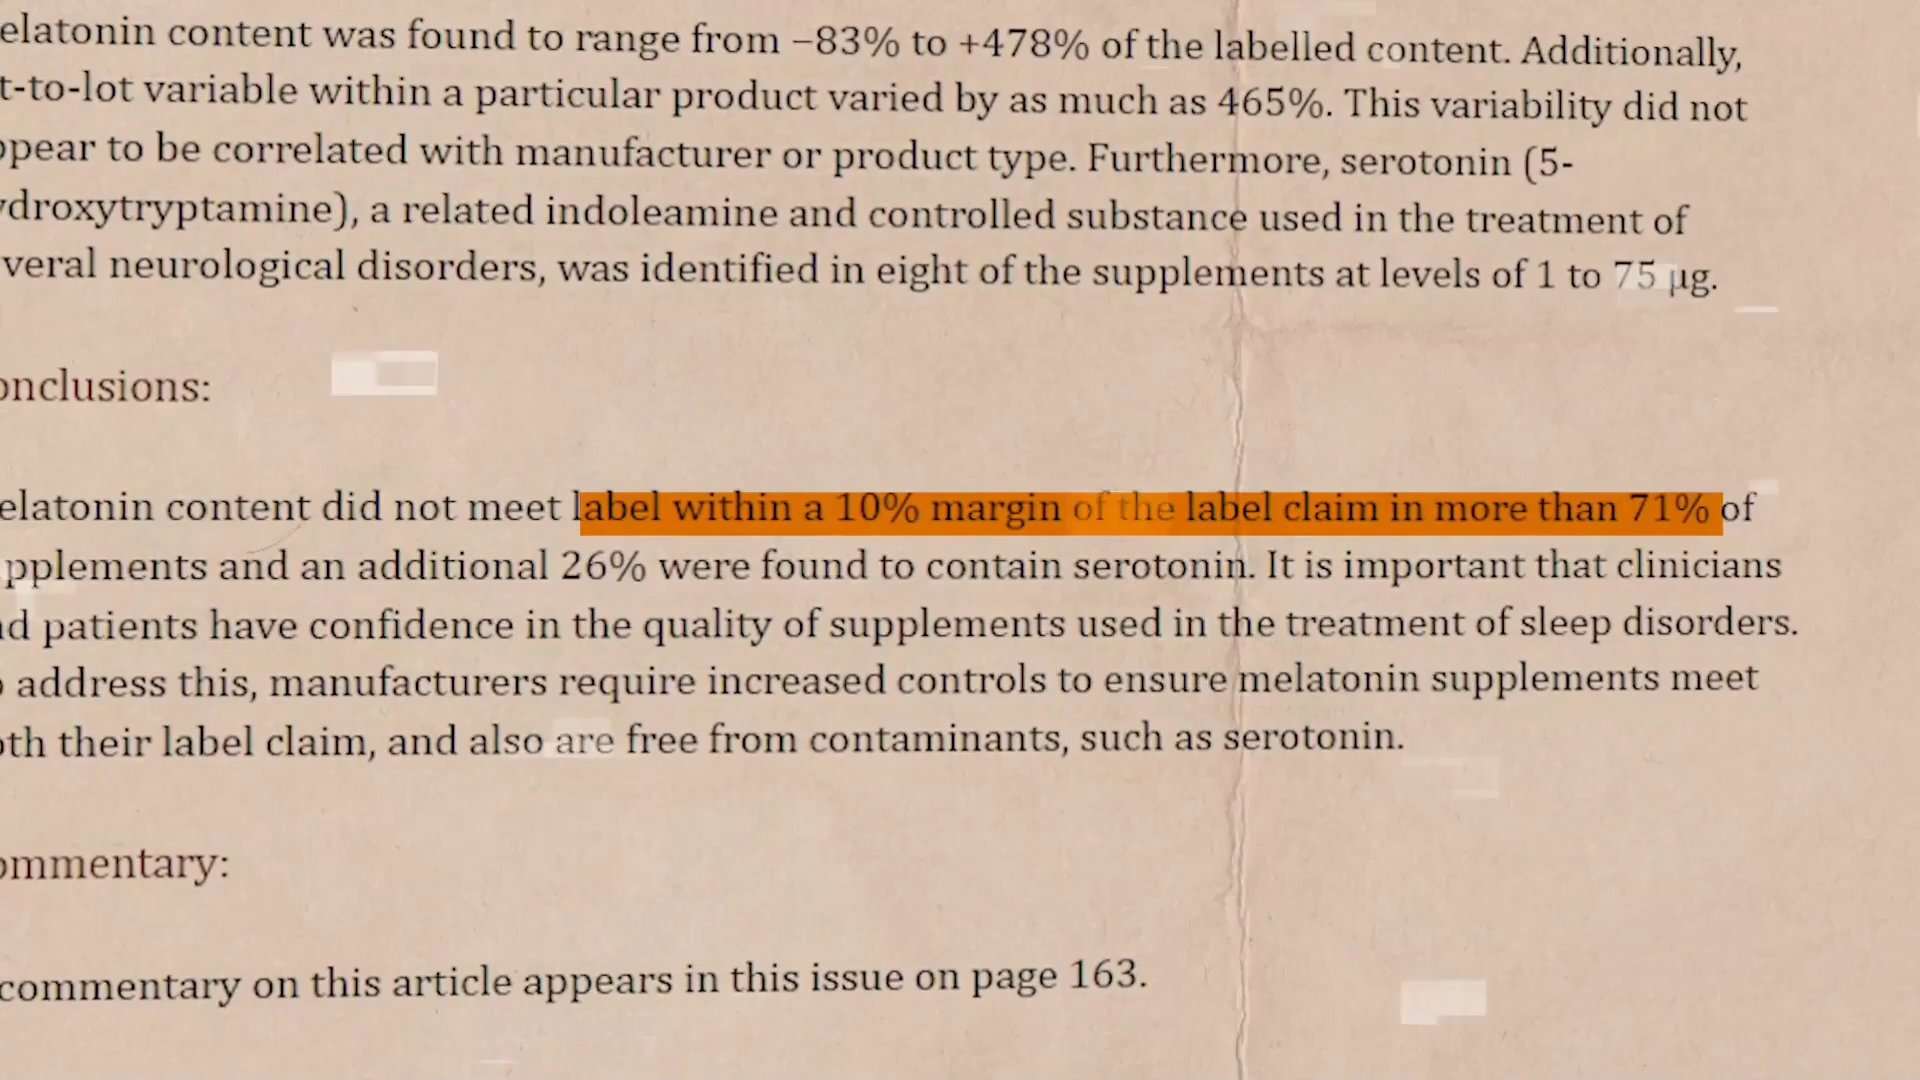 elatonin content was found to range from −83% to +478% of the labelled content. Additionally,
t-to-lot variable within a particular product varied by as much as 465%. This variability did not
ppear to be correlated with manufacturer or product type. Furthermore, serotonin (5-
ydroxytryptamine), a related indoleamine and controlled substance used in the treatment of
veral neurological disorders, was identified in eight of the supplements at levels of 1 to 75 μg.
onclusions:
elatonin content did not meet label within a 10% margin of the label claim in more than 71% of
pplements and an additional 26% were found to contain serotonin. It is important that clinicians
nd patients have confidence in the quality of supplements used in the treatment of sleep disorders.
o address this, manufacturers require increased controls to ensure melatonin supplements meet
oth their label claim, and also are free from contaminants, such as serotonin.
ommentary:
commentary on this article appears in this issue on page 163.